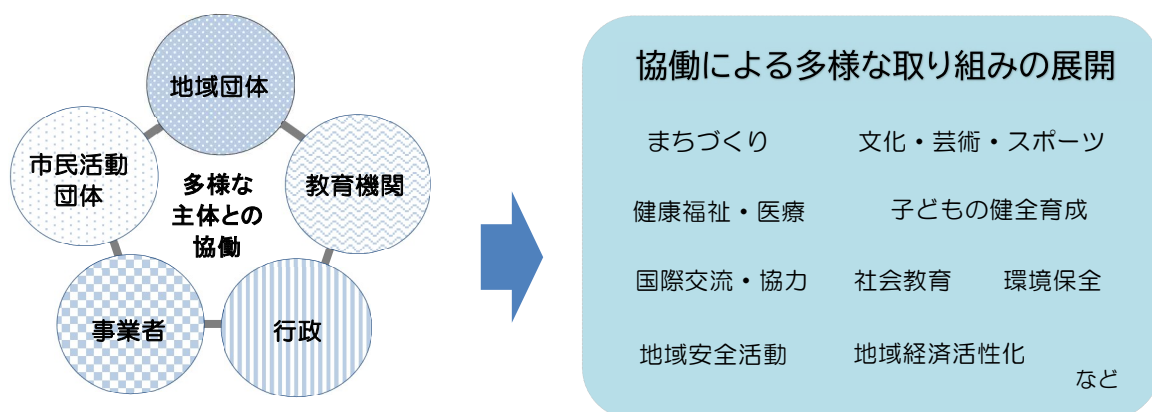 地域団体
市民活動
団体
教育機関
多様な
主体との
協働
事業者
行政
協働による多様な取り組みの展開
まちづくり
文化・芸術・スポーツ
健康福祉・医療
子どもの健全育成
国際交流・協力
社会教育
環境保全
地域安全活動
地域経済活性化
など